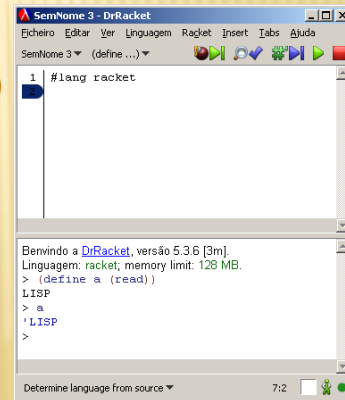 SemNome 3 - DrRacket
Ficheiro Editar Ver Linguagem Racket Insert Tabs Ajuda
SemNome 3 (define ...)
1 #lang racket
2
Benvindo a DrRacket, versão 5.3.6 [3m].
Linguagem: racket; memory limit: 128 MB.
> (define a (read))
LISP
> a
'LISP
>
Determine language from source 7:2